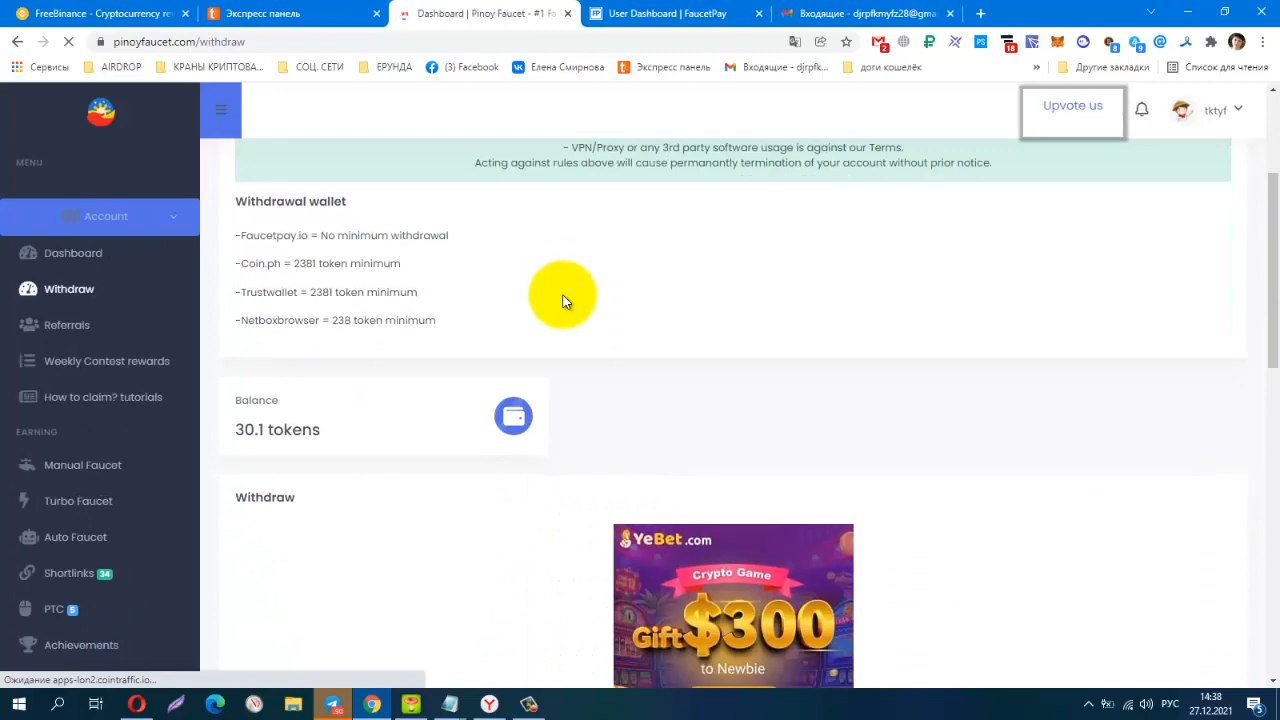 FreeBinance - Cryptocurrency re
Экспресс панель
Dashboard | Pinoy Faucet - #1 Fa
User Dashboard | FaucetPay
Входящие - djrpfkmyfz28@gma
pinoyfaucet.com/withdraw
2
18
6
9
Сервисы
AIRDROP
КРАНЫ КРИПТОВА...
СОЦ. СЕТИ
ЕРУНДА
(3) Facebook
Елена Смирнова
Экспресс панель
Входящие - djrpfk...
доги кошелёк
»
Другие закладки
Список для чтения
Upvote us
tktyf
MENU
Account
Dashboard
Withdraw
Referrals
Weekly Contest rewards
How to claim? tutorials
EARNING
Manual Faucet
Turbo Faucet
Auto Faucet
Shortlinks 34
PTC 5
Achievements
- VPN/Proxy or any 3rd party software usage is against our Terms.
Acting against rules above will cause permanantly termination of your account without prior notice.
Withdrawal wallet
-Faucetpay.io = No minimum withdrawal
-Coin.ph = 2381 token minimum
-Trustwallet = 2381 token minimum
-Netboxbrowser = 238 token minimum
Balance
30.1 tokens
Withdraw
YeBet.com
Crypto Game
Gift $300
to Newbie
Ожидание apps-lon2.cointraffic.io...
РУС
14:38
27.12.2021